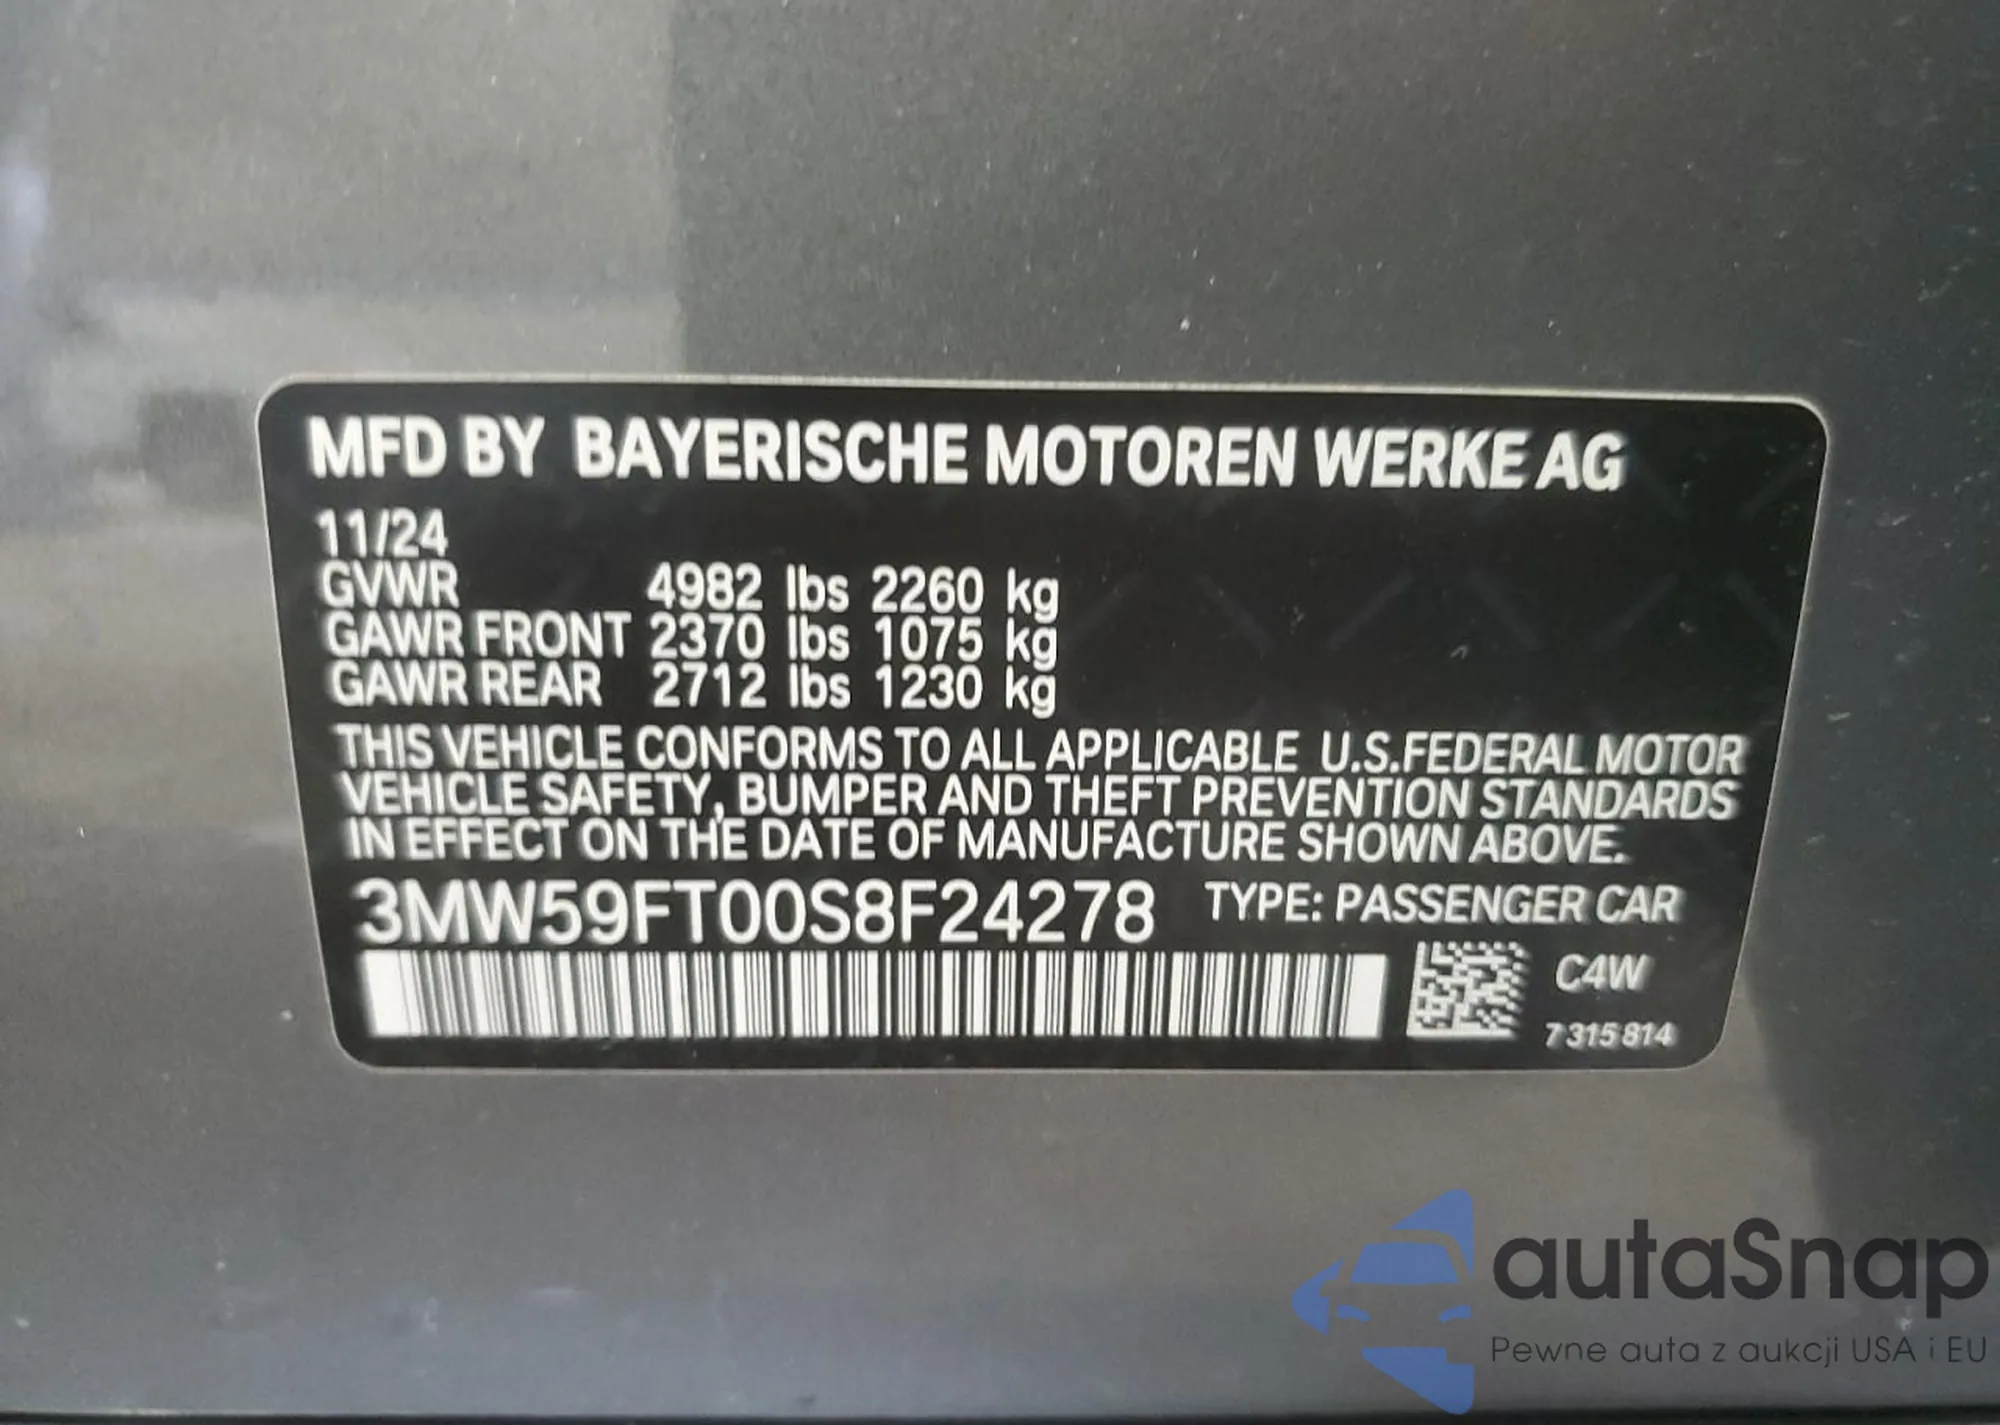 MFD BY BAYERISCHE MOTOREN WERKE AG
11/24
GVWR 4982 lbs 2260 kg
GAWR FRONT 2370 lbs 1075 kg
GAWR REAR 2712 lbs 1230 kg
THIS VEHICLE CONFORMS TO ALL APPLICABLE U.S.FEDERAL MOTOR
VEHICLE SAFETY, BUMPER AND THEFT PREVENTION STANDARDS
IN EFFECT ON THE DATE OF MANUFACTURE SHOWN ABOVE.
3MW59FT00S8F24278 TYPE: PASSENGER CAR
C4W
7 315 814
autaSnap
Pewne auta z aukcji USA i EU